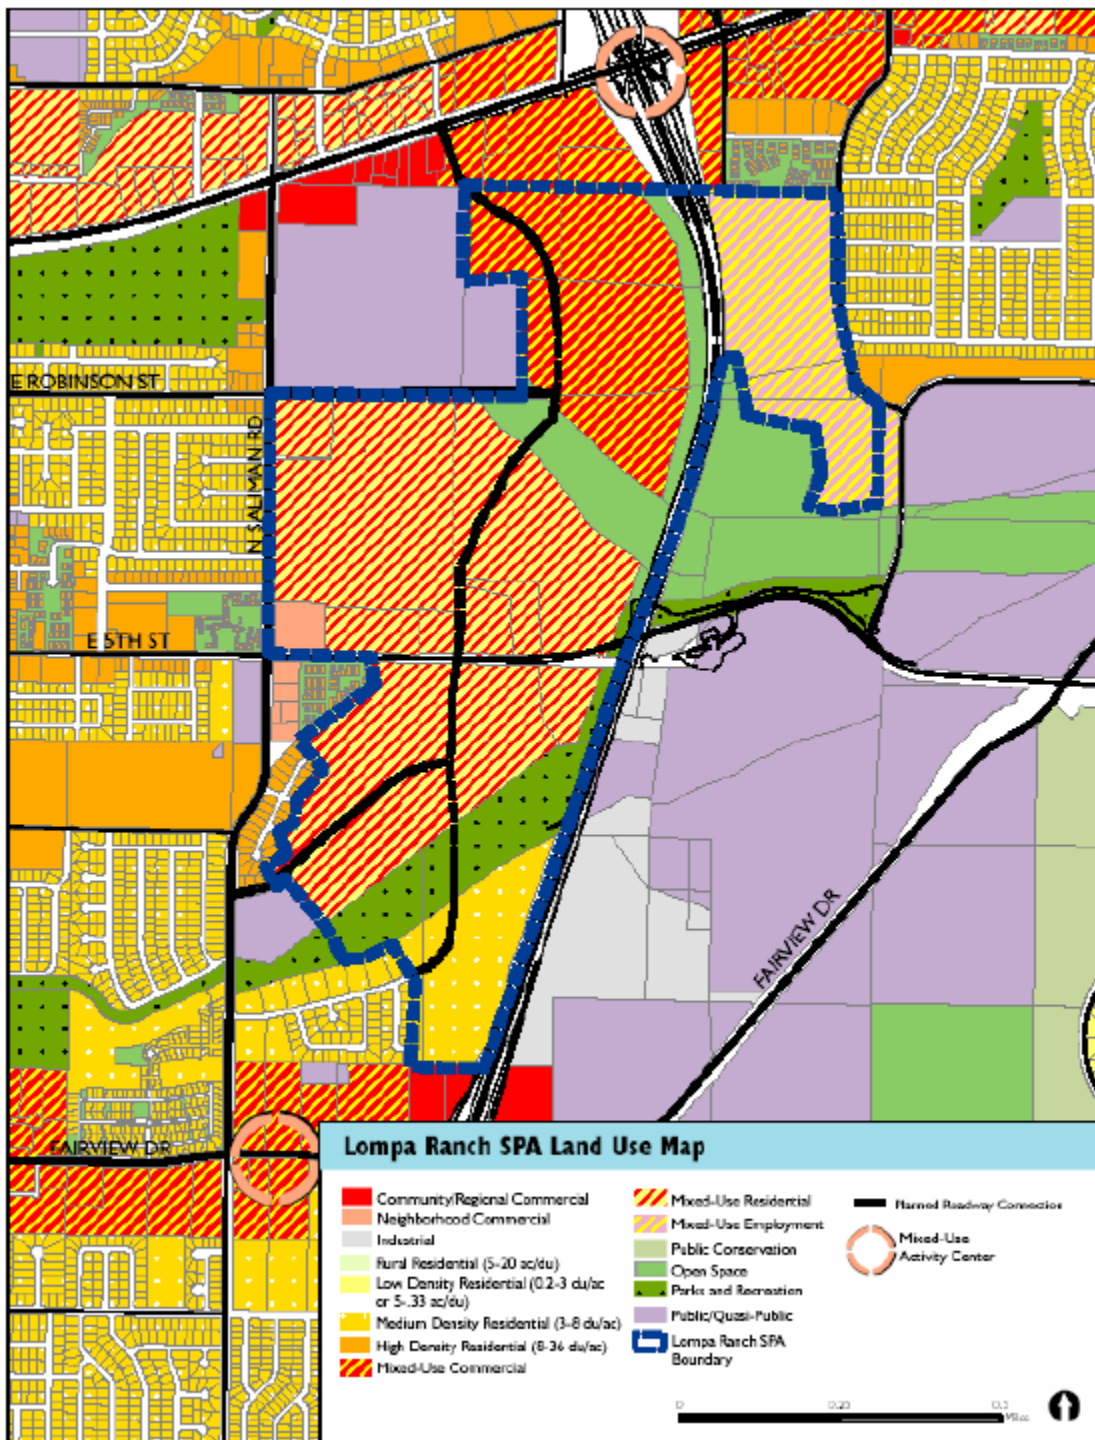 E ROBINSON ST
N SALIMAN RD
E 5TH ST
FAIRVIEW DR
FAIRVIEW DR
Lompa Ranch SPA Land Use Map
Community/Regional Commercial
Neighborhood Commercial
Industrial
Rural Residential (5-20 ac/du)
Low Density Residential (0.2-3 du/ac
or 5-.33 ac/du)
Medium Density Residential (3-8 du/ac)
High Density Residential (8-36 du/ac)
Mixed-Use Commercial
Mixed-Use Residential
Mixed-Use Employment
Public Conservation
Open Space
Parks and Recreation
Public/Quasi-Public
Lompa Ranch SPA
Boundary
Planned Roadway Connection
Mixed-Use
Activity Center
0
Miles